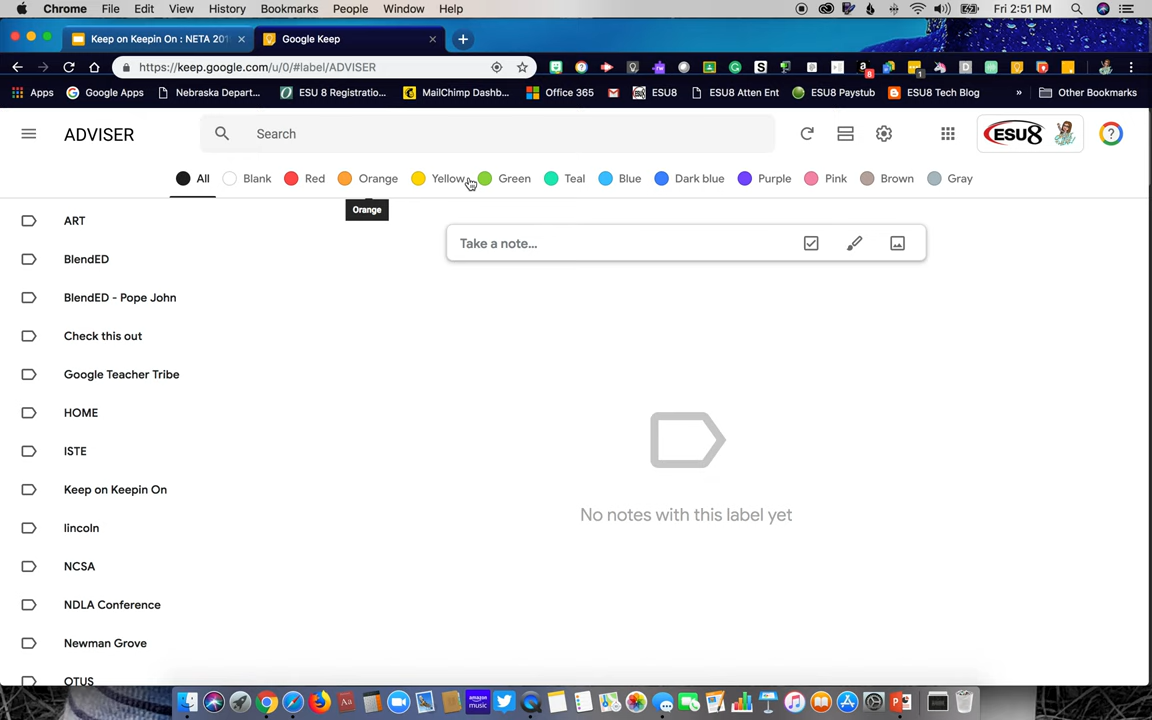 Chrome File Edit View History Bookmarks People Window Help Fri 2:51 PM
Keep on Keepin On : NETA 201 Google Keep
https://keep.google.com/u/0/#label/ADVISER
Apps Google Apps Nebraska Depart... ESU 8 Registratio... MailChimp Dashb... Office 365 ESU8 ESU8 Atten Ent ESU8 Paystub ESU8 Tech Blog » Other Bookmarks
ADVISER Search ESU8
All Blank Red Orange Yellow Green Teal Blue Dark blue Purple Pink Brown Gray
Orange
ART
Take a note...
BlendED
BlendED - Pope John
Check this out
Google Teacher Tribe
HOME
ISTE
Keep on Keepin On
No notes with this label yet
lincoln
NCSA
NDLA Conference
Newman Grove
OTUS